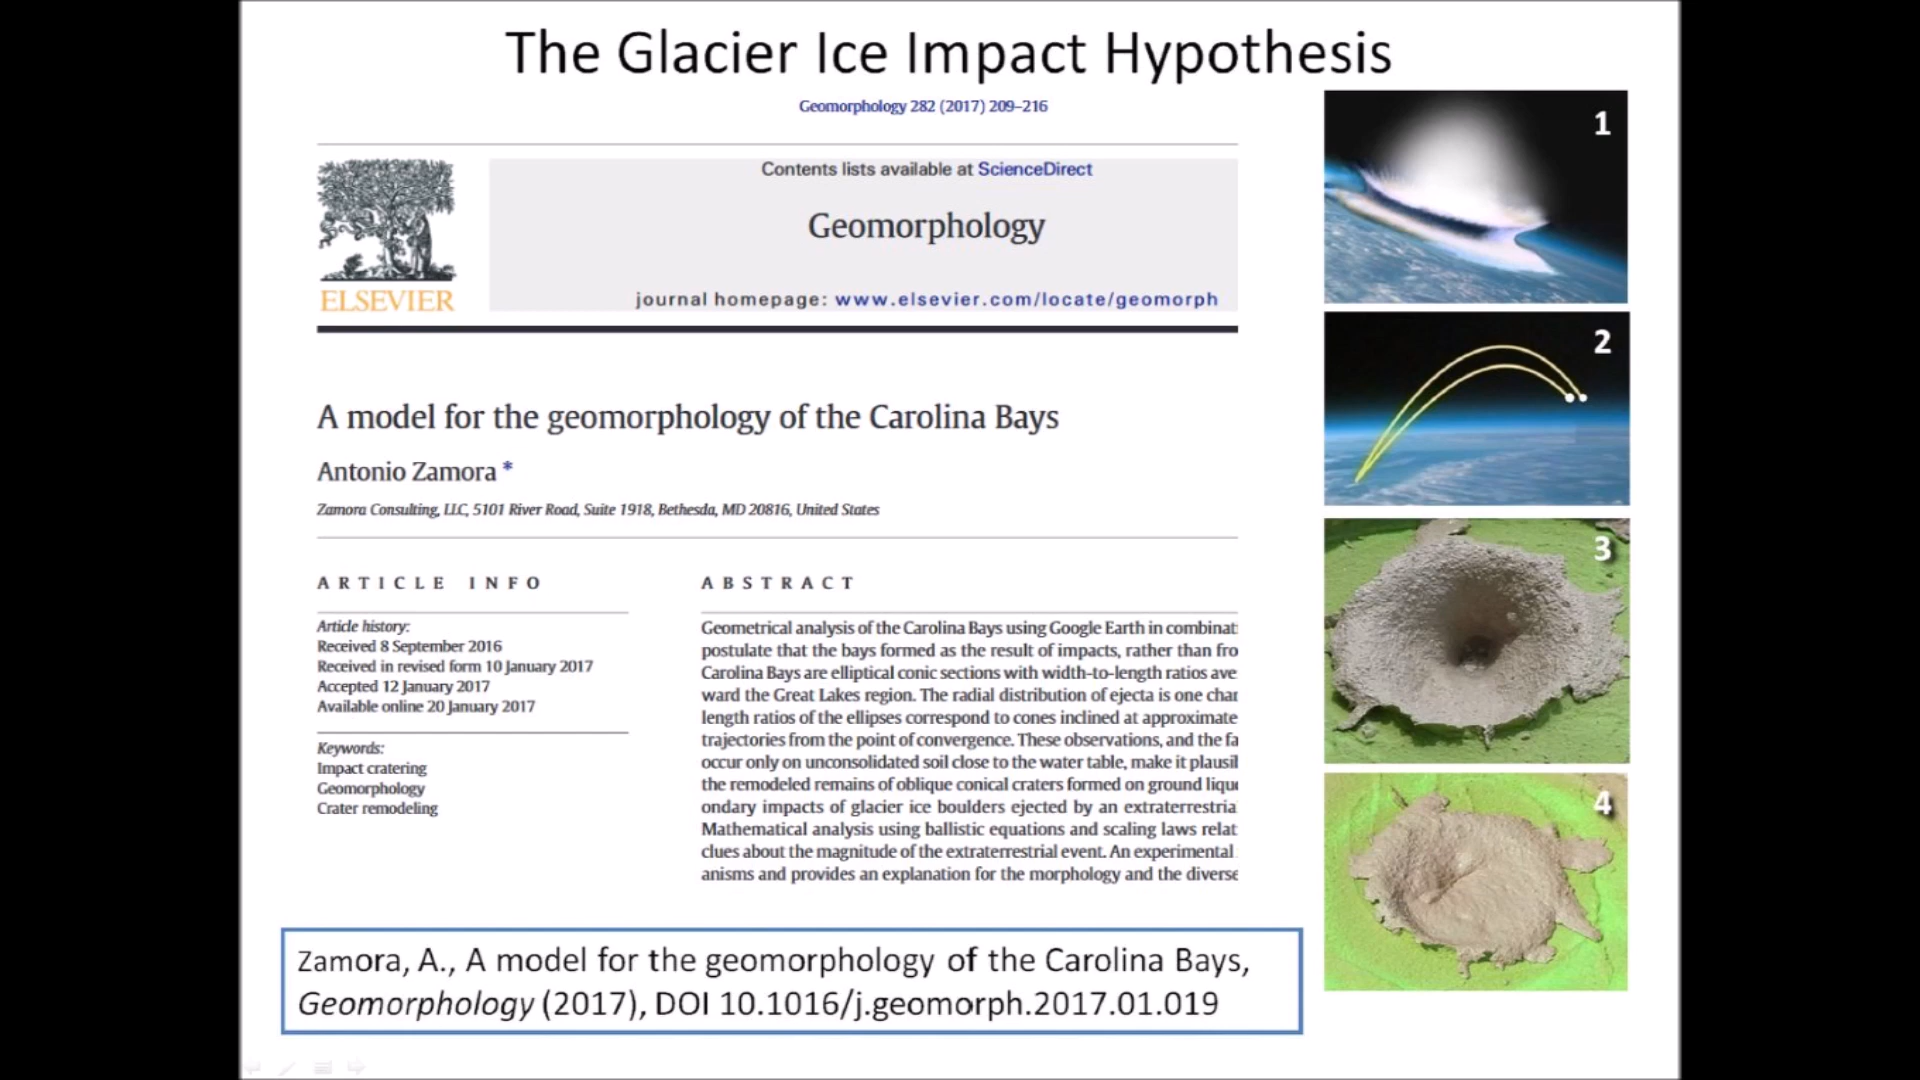 The Glacier Ice Impact Hypothesis
Geomorphology 282 (2017) 209–216
Contents lists available at ScienceDirect
Geomorphology
journal homepage: www.elsevier.com/locate/geomorph
ELSEVIER
A model for the geomorphology of the Carolina Bays
Antonio Zamora *
Zamora Consulting, LLC, 5101 River Road, Suite 1918, Bethesda, MD 20816, United States
ARTICLE INFO
Article history:
Received 8 September 2016
Received in revised form 10 January 2017
Accepted 12 January 2017
Available online 20 January 2017
Keywords:
Impact cratering
Geomorphology
Crater remodeling
ABSTRACT
Geometrical analysis of the Carolina Bays using Google Earth in combinat
postulate that the bays formed as the result of impacts, rather than fro
Carolina Bays are elliptical conic sections with width-to-length ratios ave
ward the Great Lakes region. The radial distribution of ejecta is one char
length ratios of the ellipses correspond to cones inclined at approximate
trajectories from the point of convergence. These observations, and the fa
occur only on unconsolidated soil close to the water table, make it plausil
the remodeled remains of oblique conical craters formed on ground lique
ondary impacts of glacier ice boulders ejected by an extraterrestria
Mathematical analysis using ballistic equations and scaling laws relat
clues about the magnitude of the extraterrestrial event. An experimental
anisms and provides an explanation for the morphology and the diverse
1
2
3
4
Zamora, A., A model for the geomorphology of the Carolina Bays,
Geomorphology (2017), DOI 10.1016/j.geomorph.2017.01.019